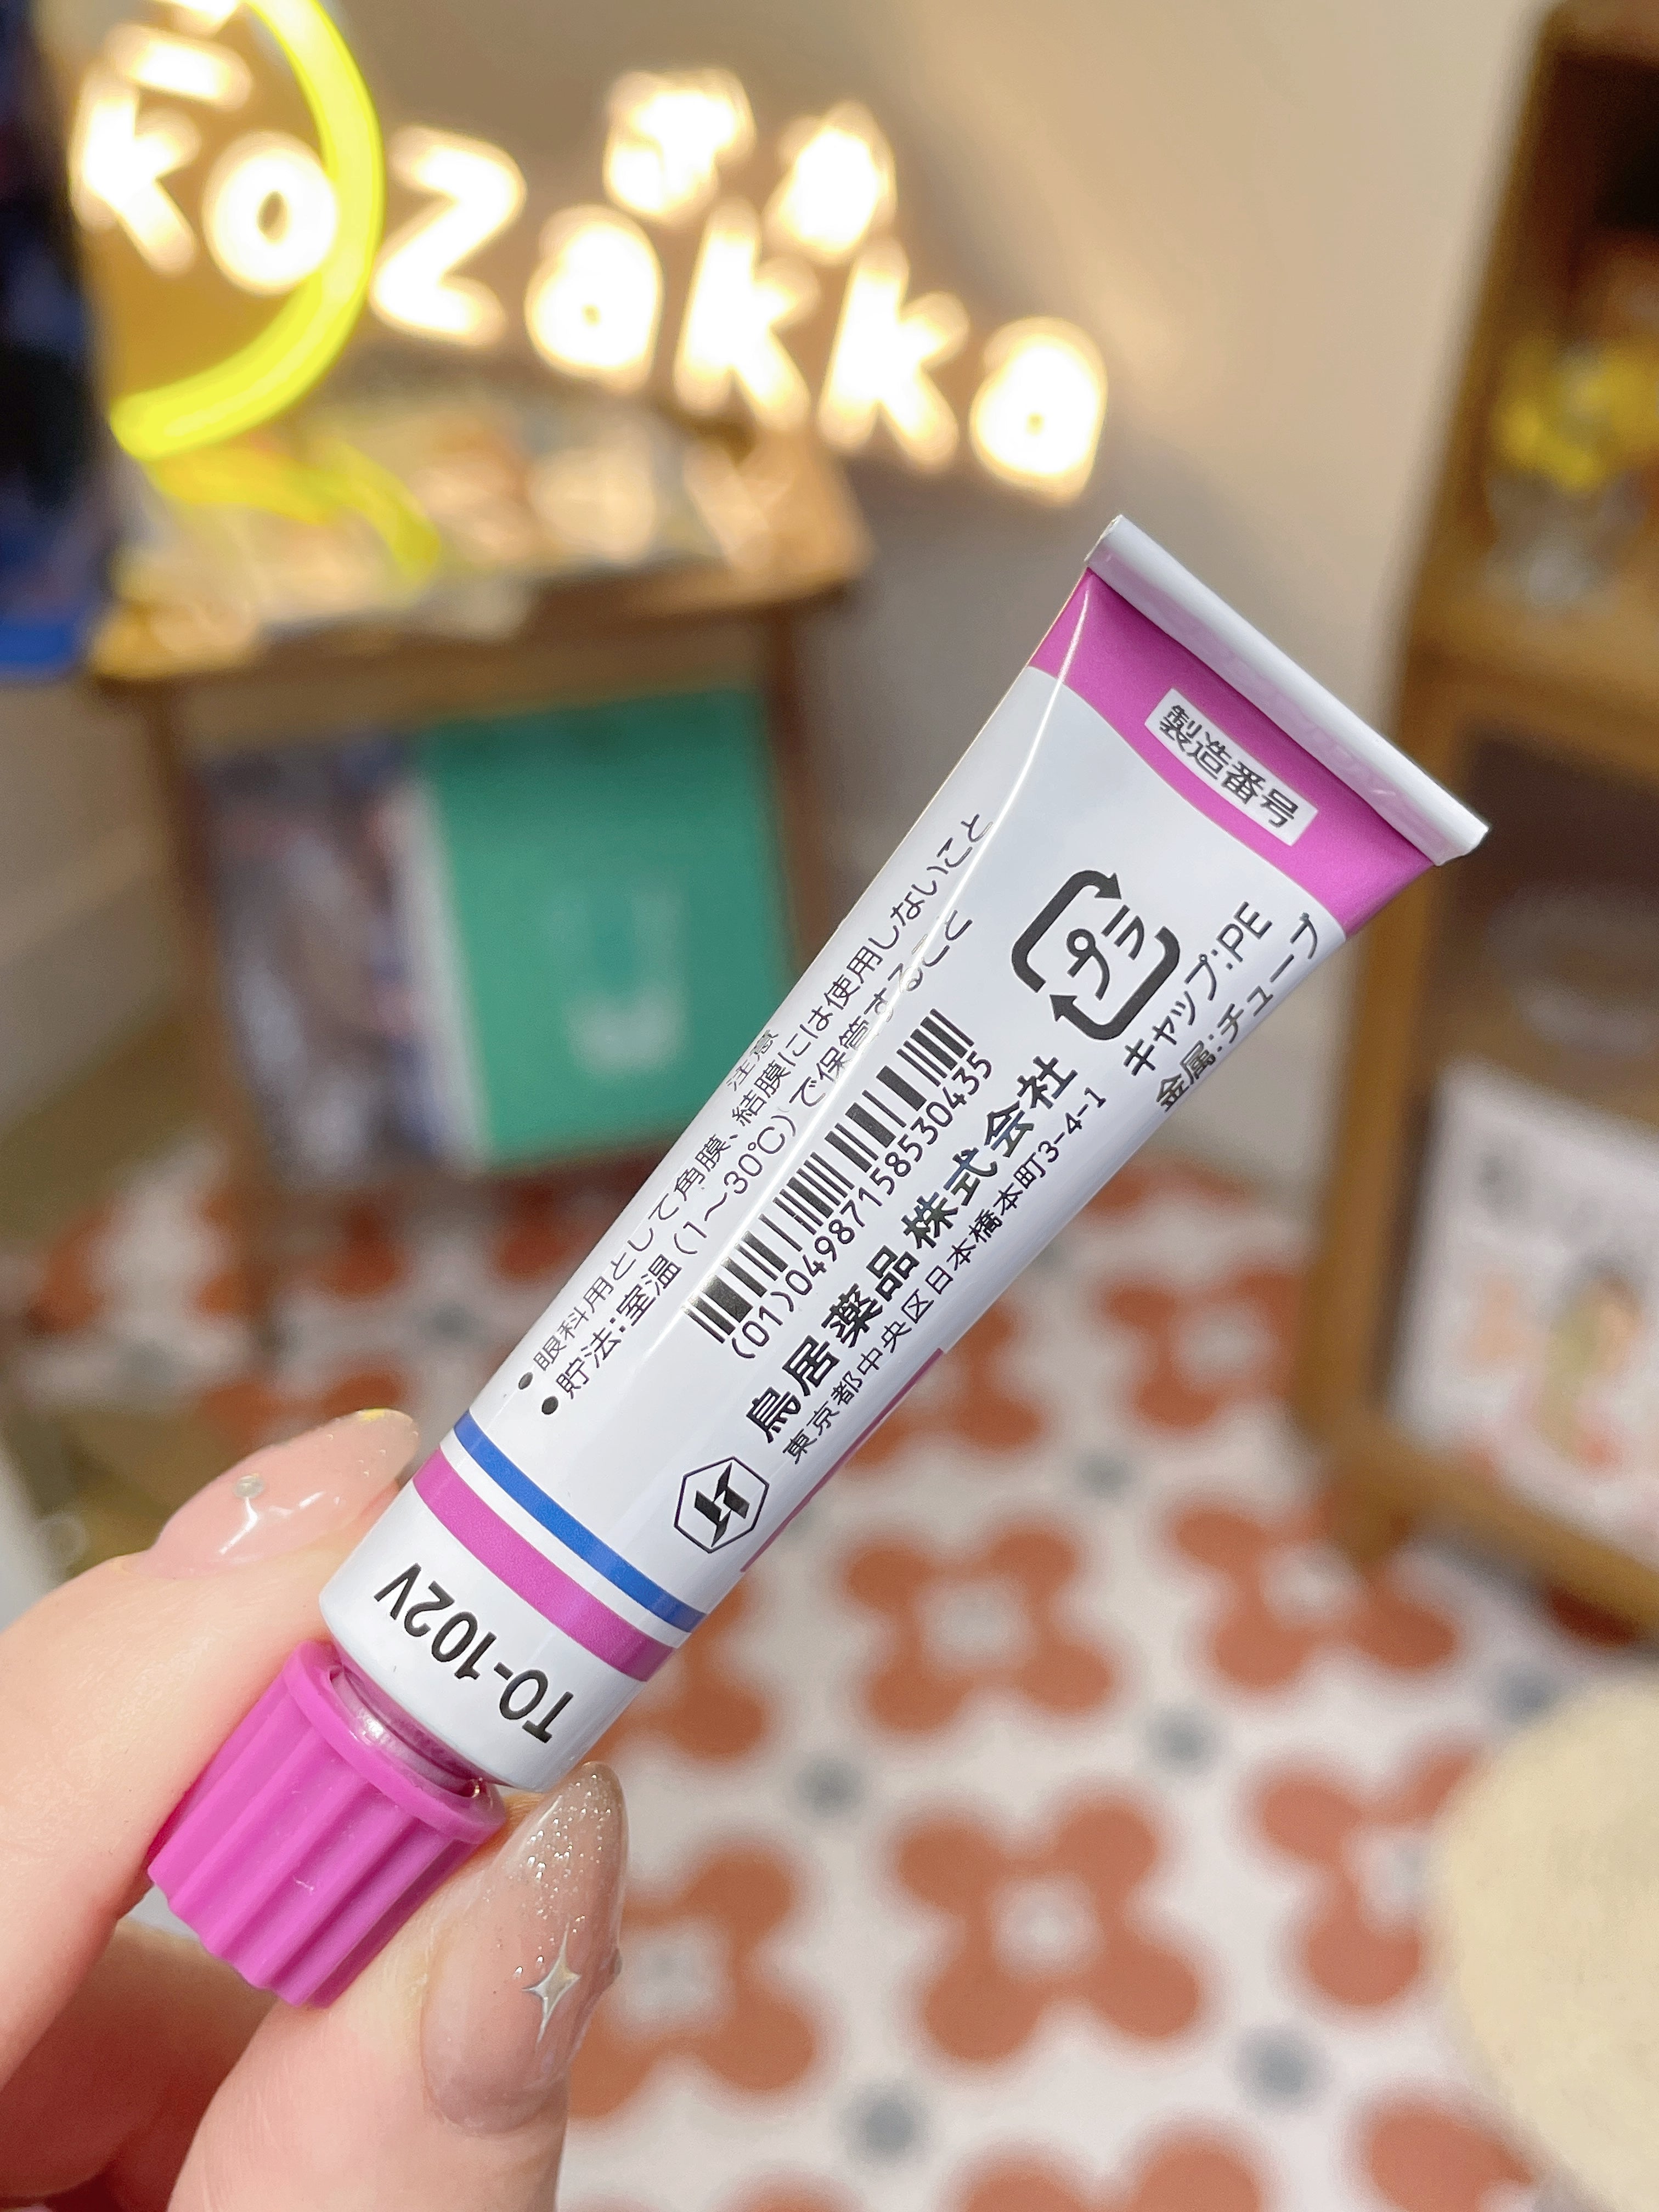 kozakka
製造番号
注意
•眼科用として角膜、結膜には使用しないこと
•貯法:室温(1〜30℃)で保管すること
(01)04987158530435
鳥居薬品株式会社
東京都中央区日本橋本町3-4-1
プラ
キャップ:PE
金属:チューブ
TO-102V